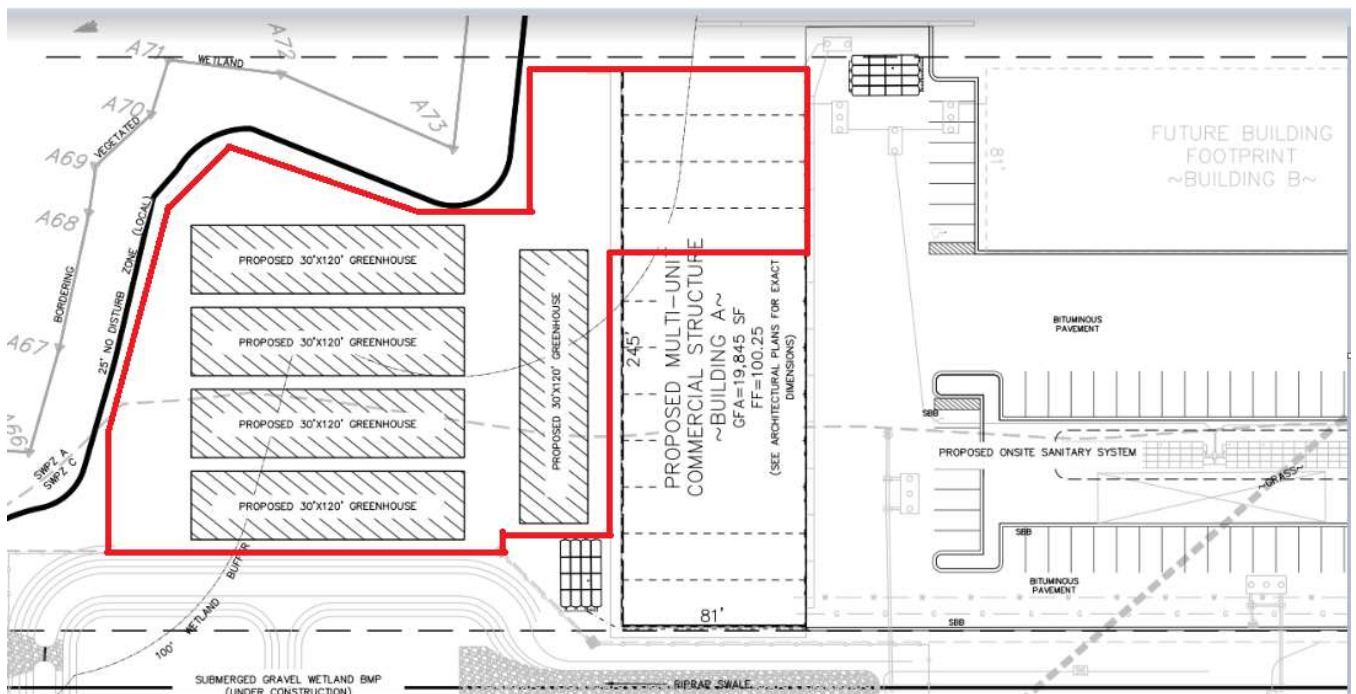 A71
WETLAND
A72
A70
A73
VEGETATED
A69
A68
BORDERING
A67
A66
25' NO DISTURB ZONE (LOCAL)
SWPZ A
SWPZ C
PROPOSED 30'X120' GREENHOUSE
PROPOSED 30'X120' GREENHOUSE
PROPOSED 30'X120' GREENHOUSE
PROPOSED 30'X120' GREENHOUSE
PROPOSED 30'X120' GREENHOUSE
245'
PROPOSED MULTI-UNIT
COMMERCIAL STRUCTURE
~BUILDING A~
GFA=19,845 SF
FF=100.25
(SEE ARCHITECTURAL PLANS FOR EXACT
DIMENSIONS)
81'
81'
FUTURE BUILDING
FOOTPRINT
~BUILDING B~
BITUMINOUS
PAVEMENT
SBB
PROPOSED ONSITE SANITARY SYSTEM
~GRASS~
SBB
BITUMINOUS
PAVEMENT
SBB
100' WETLAND BUFFER
SUBMERGED GRAVEL WETLAND BMP
(UNDER CONSTRUCTION)
RIPRAP SWALE